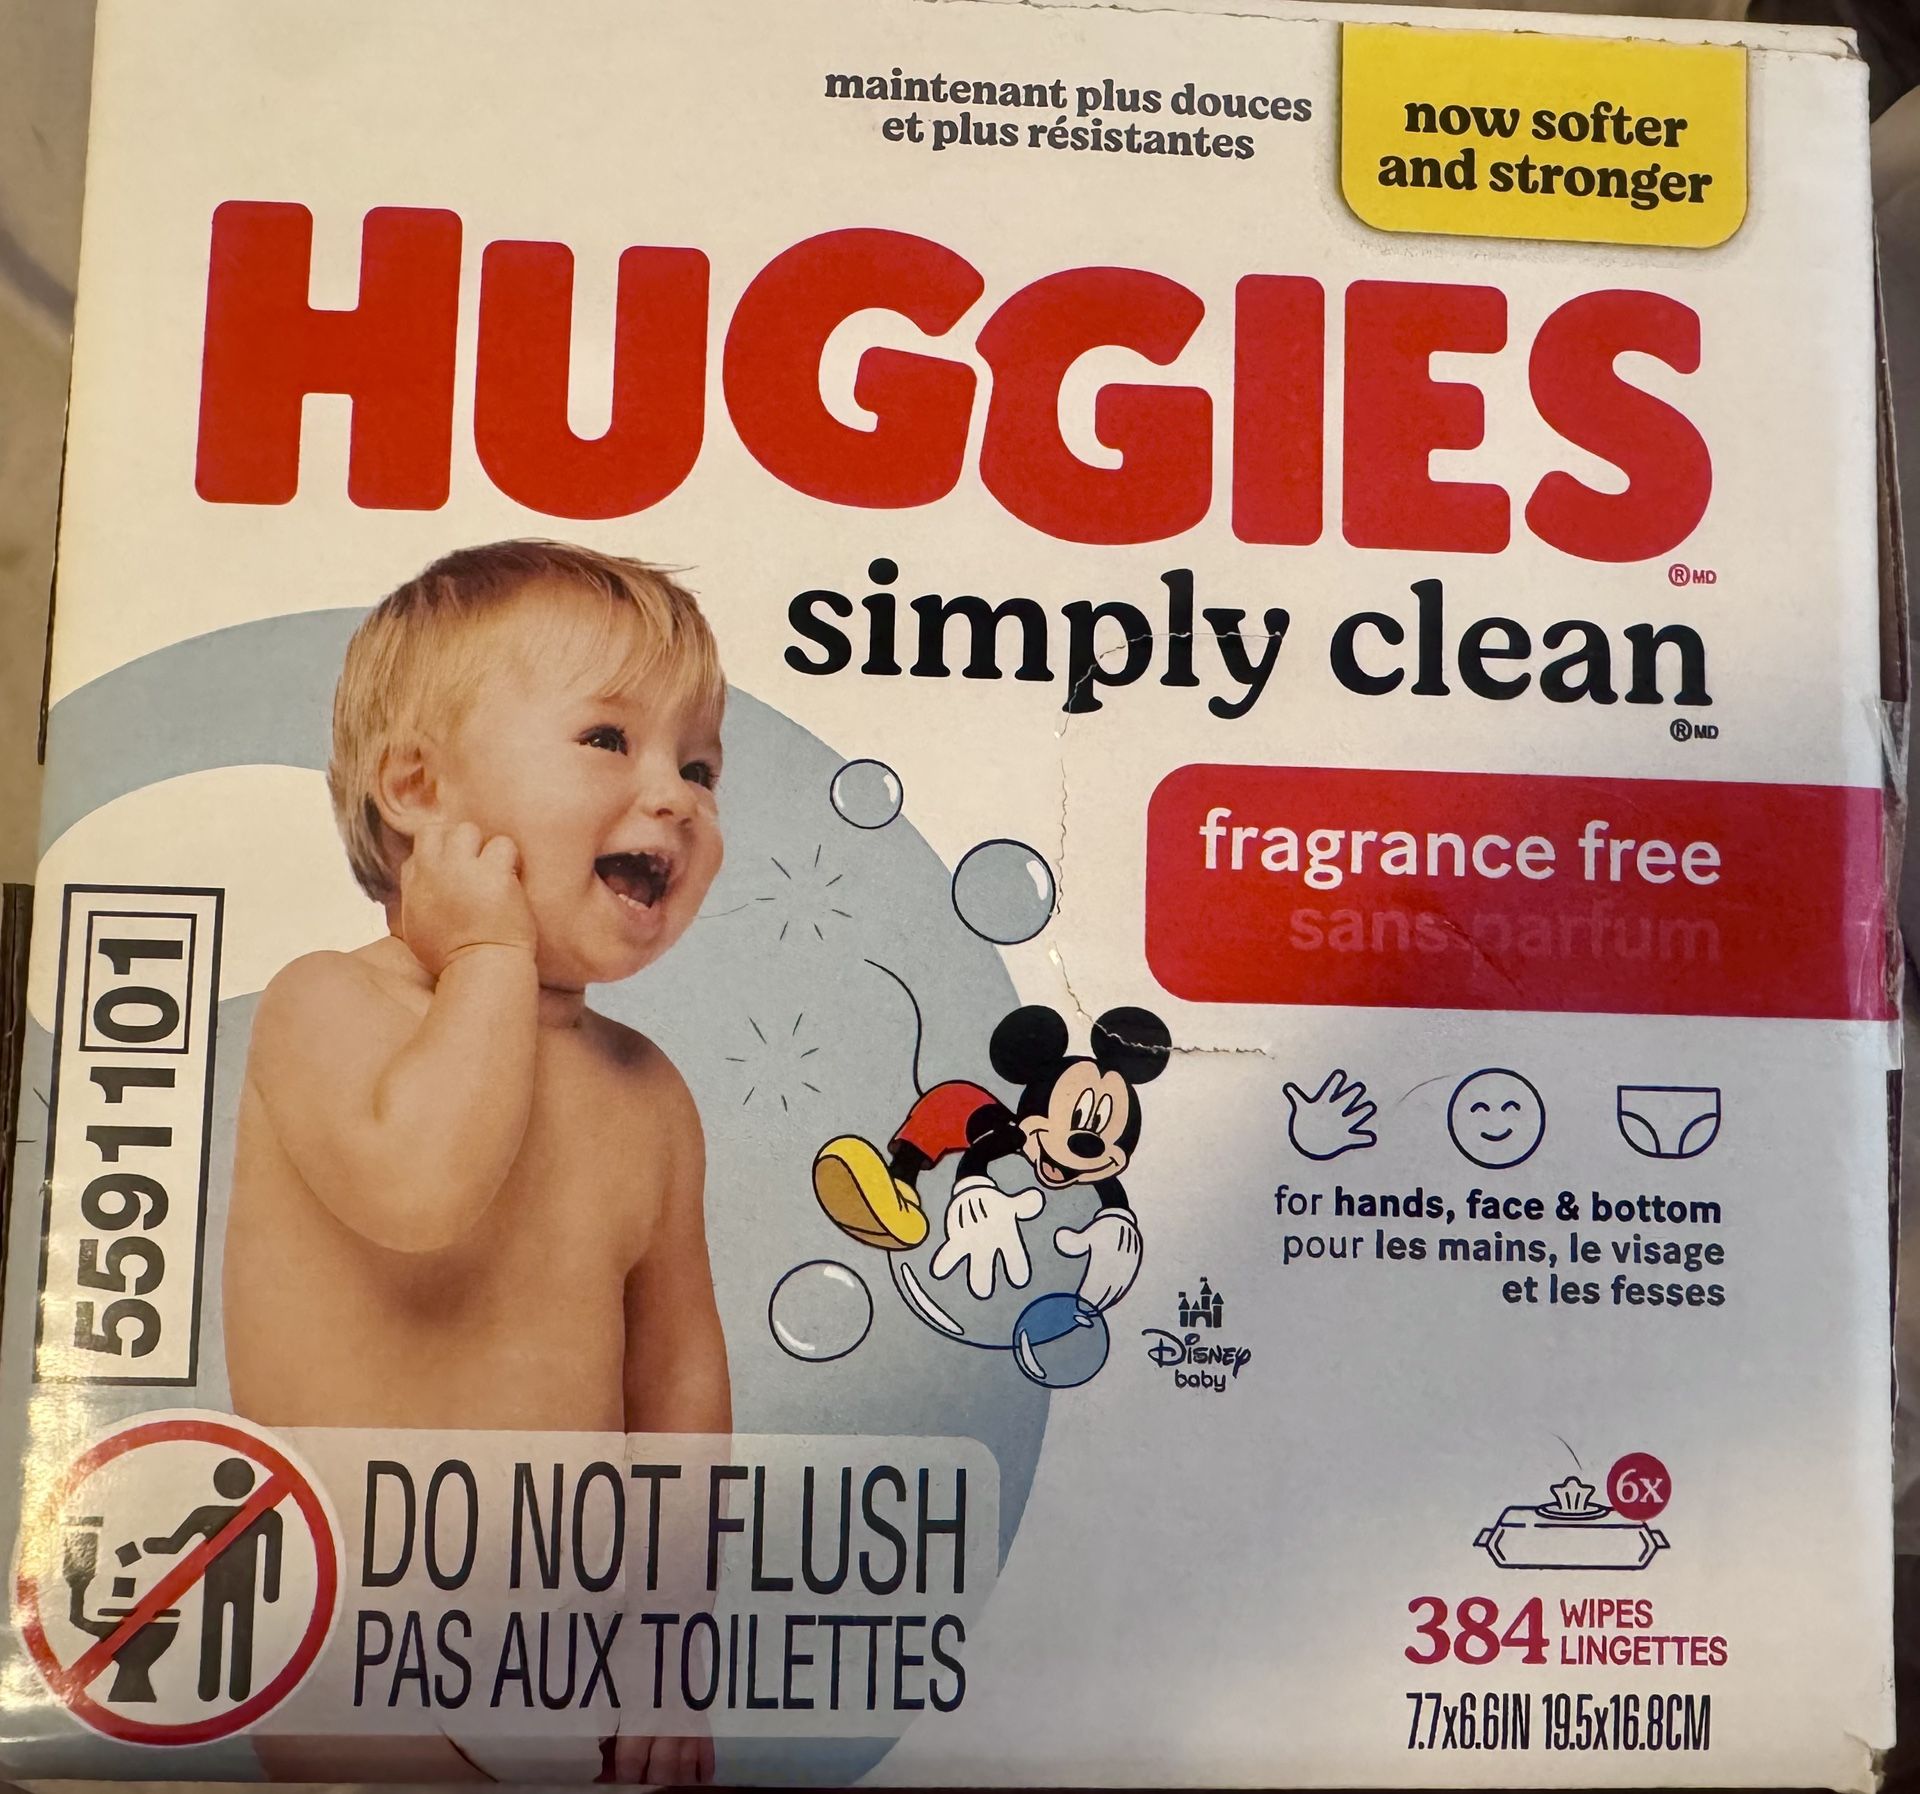 maintenant plus douces
et plus résistantes
now softer
and stronger
HUGGIES
®MD
simply clean
®MD
fragrance free
sans parfum
for hands, face & bottom
pour les mains, le visage
et les fesses
Disney
baby
5591101
DO NOT FLUSH
PAS AUX TOILETTES
6x
384 WIPES
LINGETTES
7.7x6.6IN 19.5x16.8CM